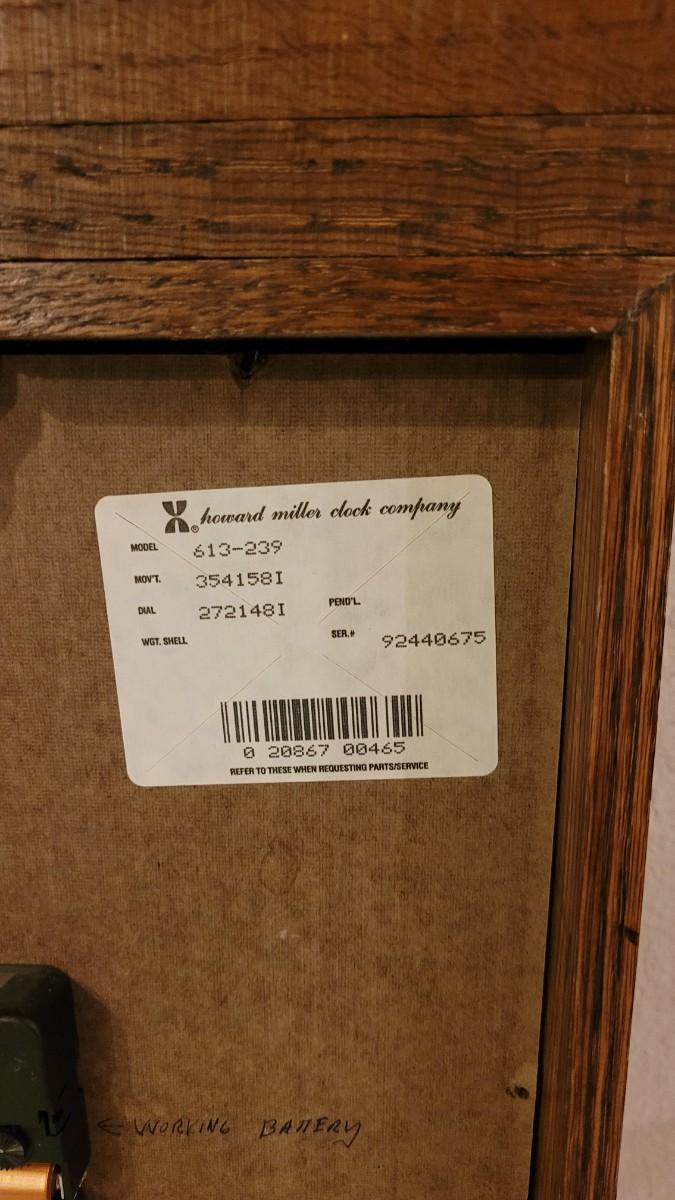 ® howard miller clock company
MODEL 613-239
MOV'T. 354158I
DIAL 272148I PEND'L.
WGT. SHELL SER.# 92440675
0 20867 00465
REFER TO THESE WHEN REQUESTING PARTS/SERVICE
← WORKING BATTERY